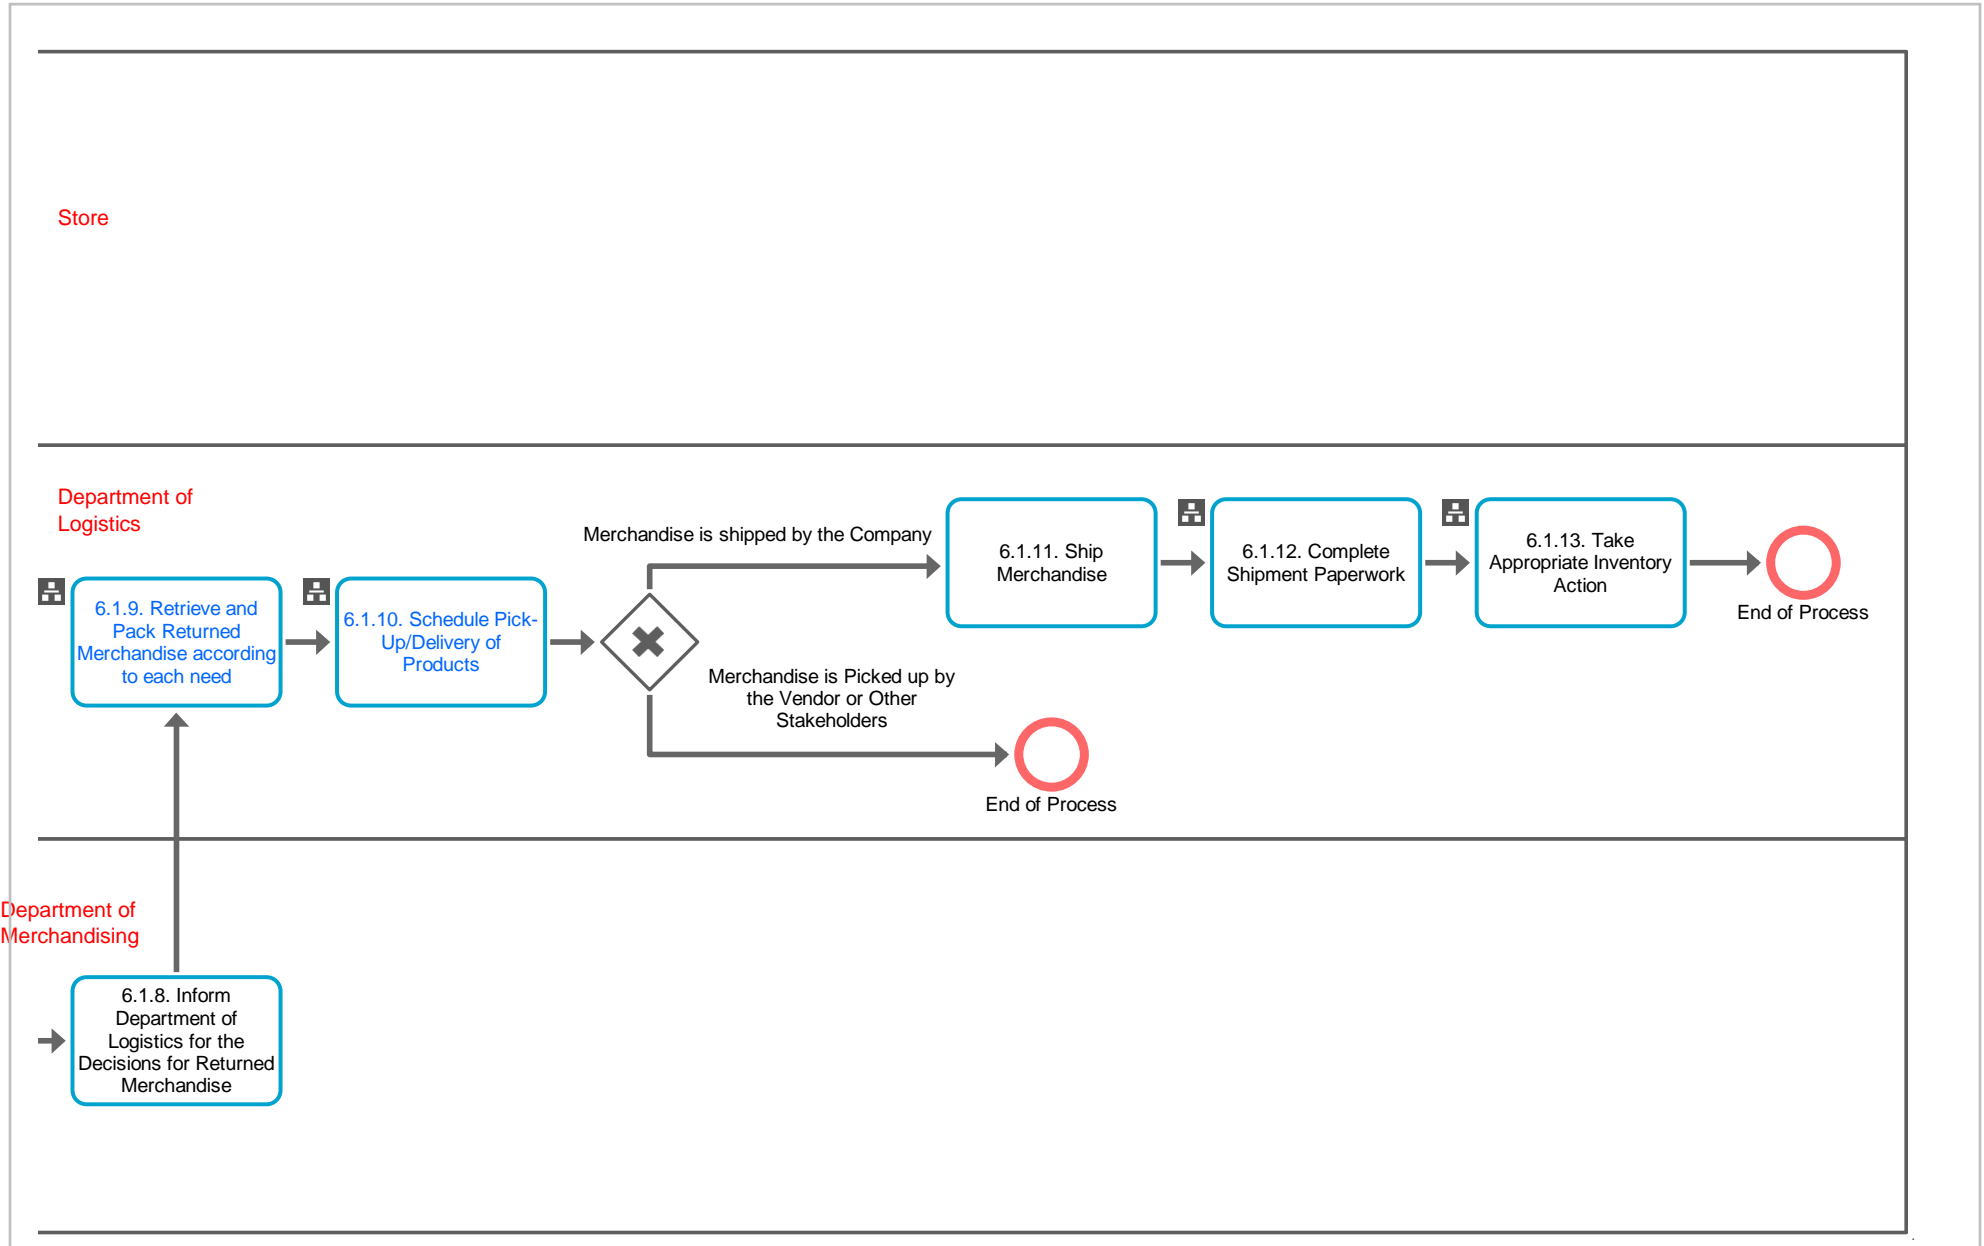 Store
Department of
Logistics
Merchandise is shipped by the Company
6.1.11. Ship
Merchandise
6.1.12. Complete
Shipment Paperwork
6.1.13. Take
Appropriate Inventory
Action
End of Process
6.1.9. Retrieve and
Pack Returned
Merchandise according
to each need
6.1.10. Schedule Pick-
Up/Delivery of
Products
Merchandise is Picked up by
the Vendor or Other
Stakeholders
End of Process
Department of
Merchandising
6.1.8. Inform
Department of
Logistics for the
Decisions for Returned
Merchandise